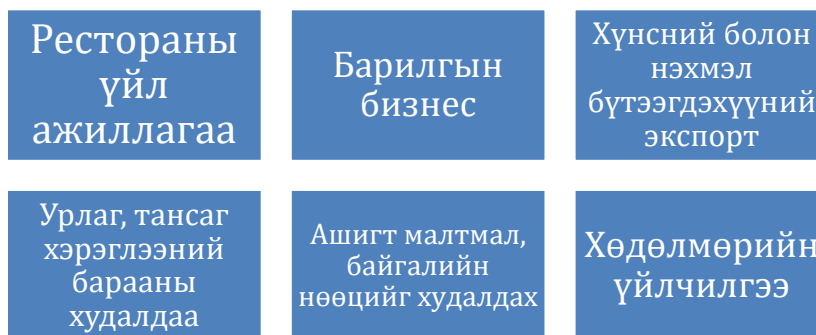 Рестораны
үйл
ажиллагаа
Барилгын
бизнес
Хүнсний болон
нэхмэл
бүтээгдэхүүний
экспорт
Урлаг, тансаг
хэрэглээний
барааны
худалдаа
Ашигт малтмал,
байгалийн
нөөцийг худалдах
Хөдөлмөрийн
үйлчилгээ